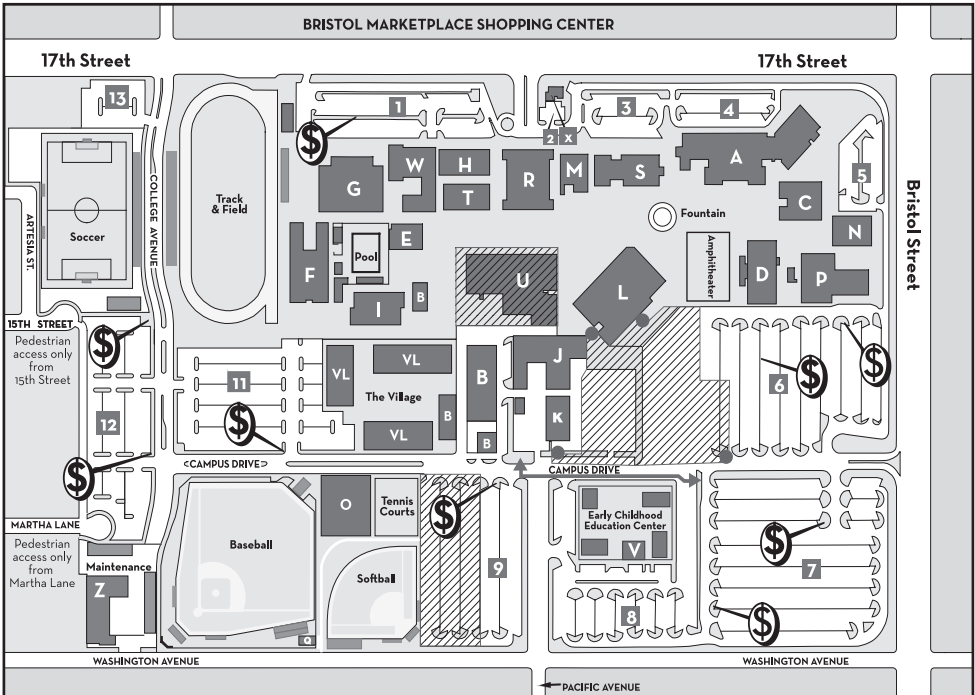 BRISTOL MARKETPLACE SHOPPING CENTER
17th Street
17th Street
13
1
2
X
3
4
5
$
COLLEGE AVENUE
ARTESIA ST.
Soccer
Track
& Field
G
W
H
T
R
M
S
A
C
N
Bristol Street
Fountain
Amphitheater
F
Pool
E
B
I
U
L
D
P
15TH STREET
Pedestrian
access only
from
15th Street
$
12
$
11
$
VL
VL
VL
The Village
B
B
B
J
K
6
$
$
<CAMPUS DRIVE>
CAMPUS DRIVE
MARTHA LANE
Pedestrian
access only
from
Martha Lane
Maintenance
Z
Baseball
O
Tennis
Courts
Softball
Q
$
9
Early Childhood
Education Center
V
8
$
7
$
WASHINGTON AVENUE
WASHINGTON AVENUE
PACIFIC AVENUE